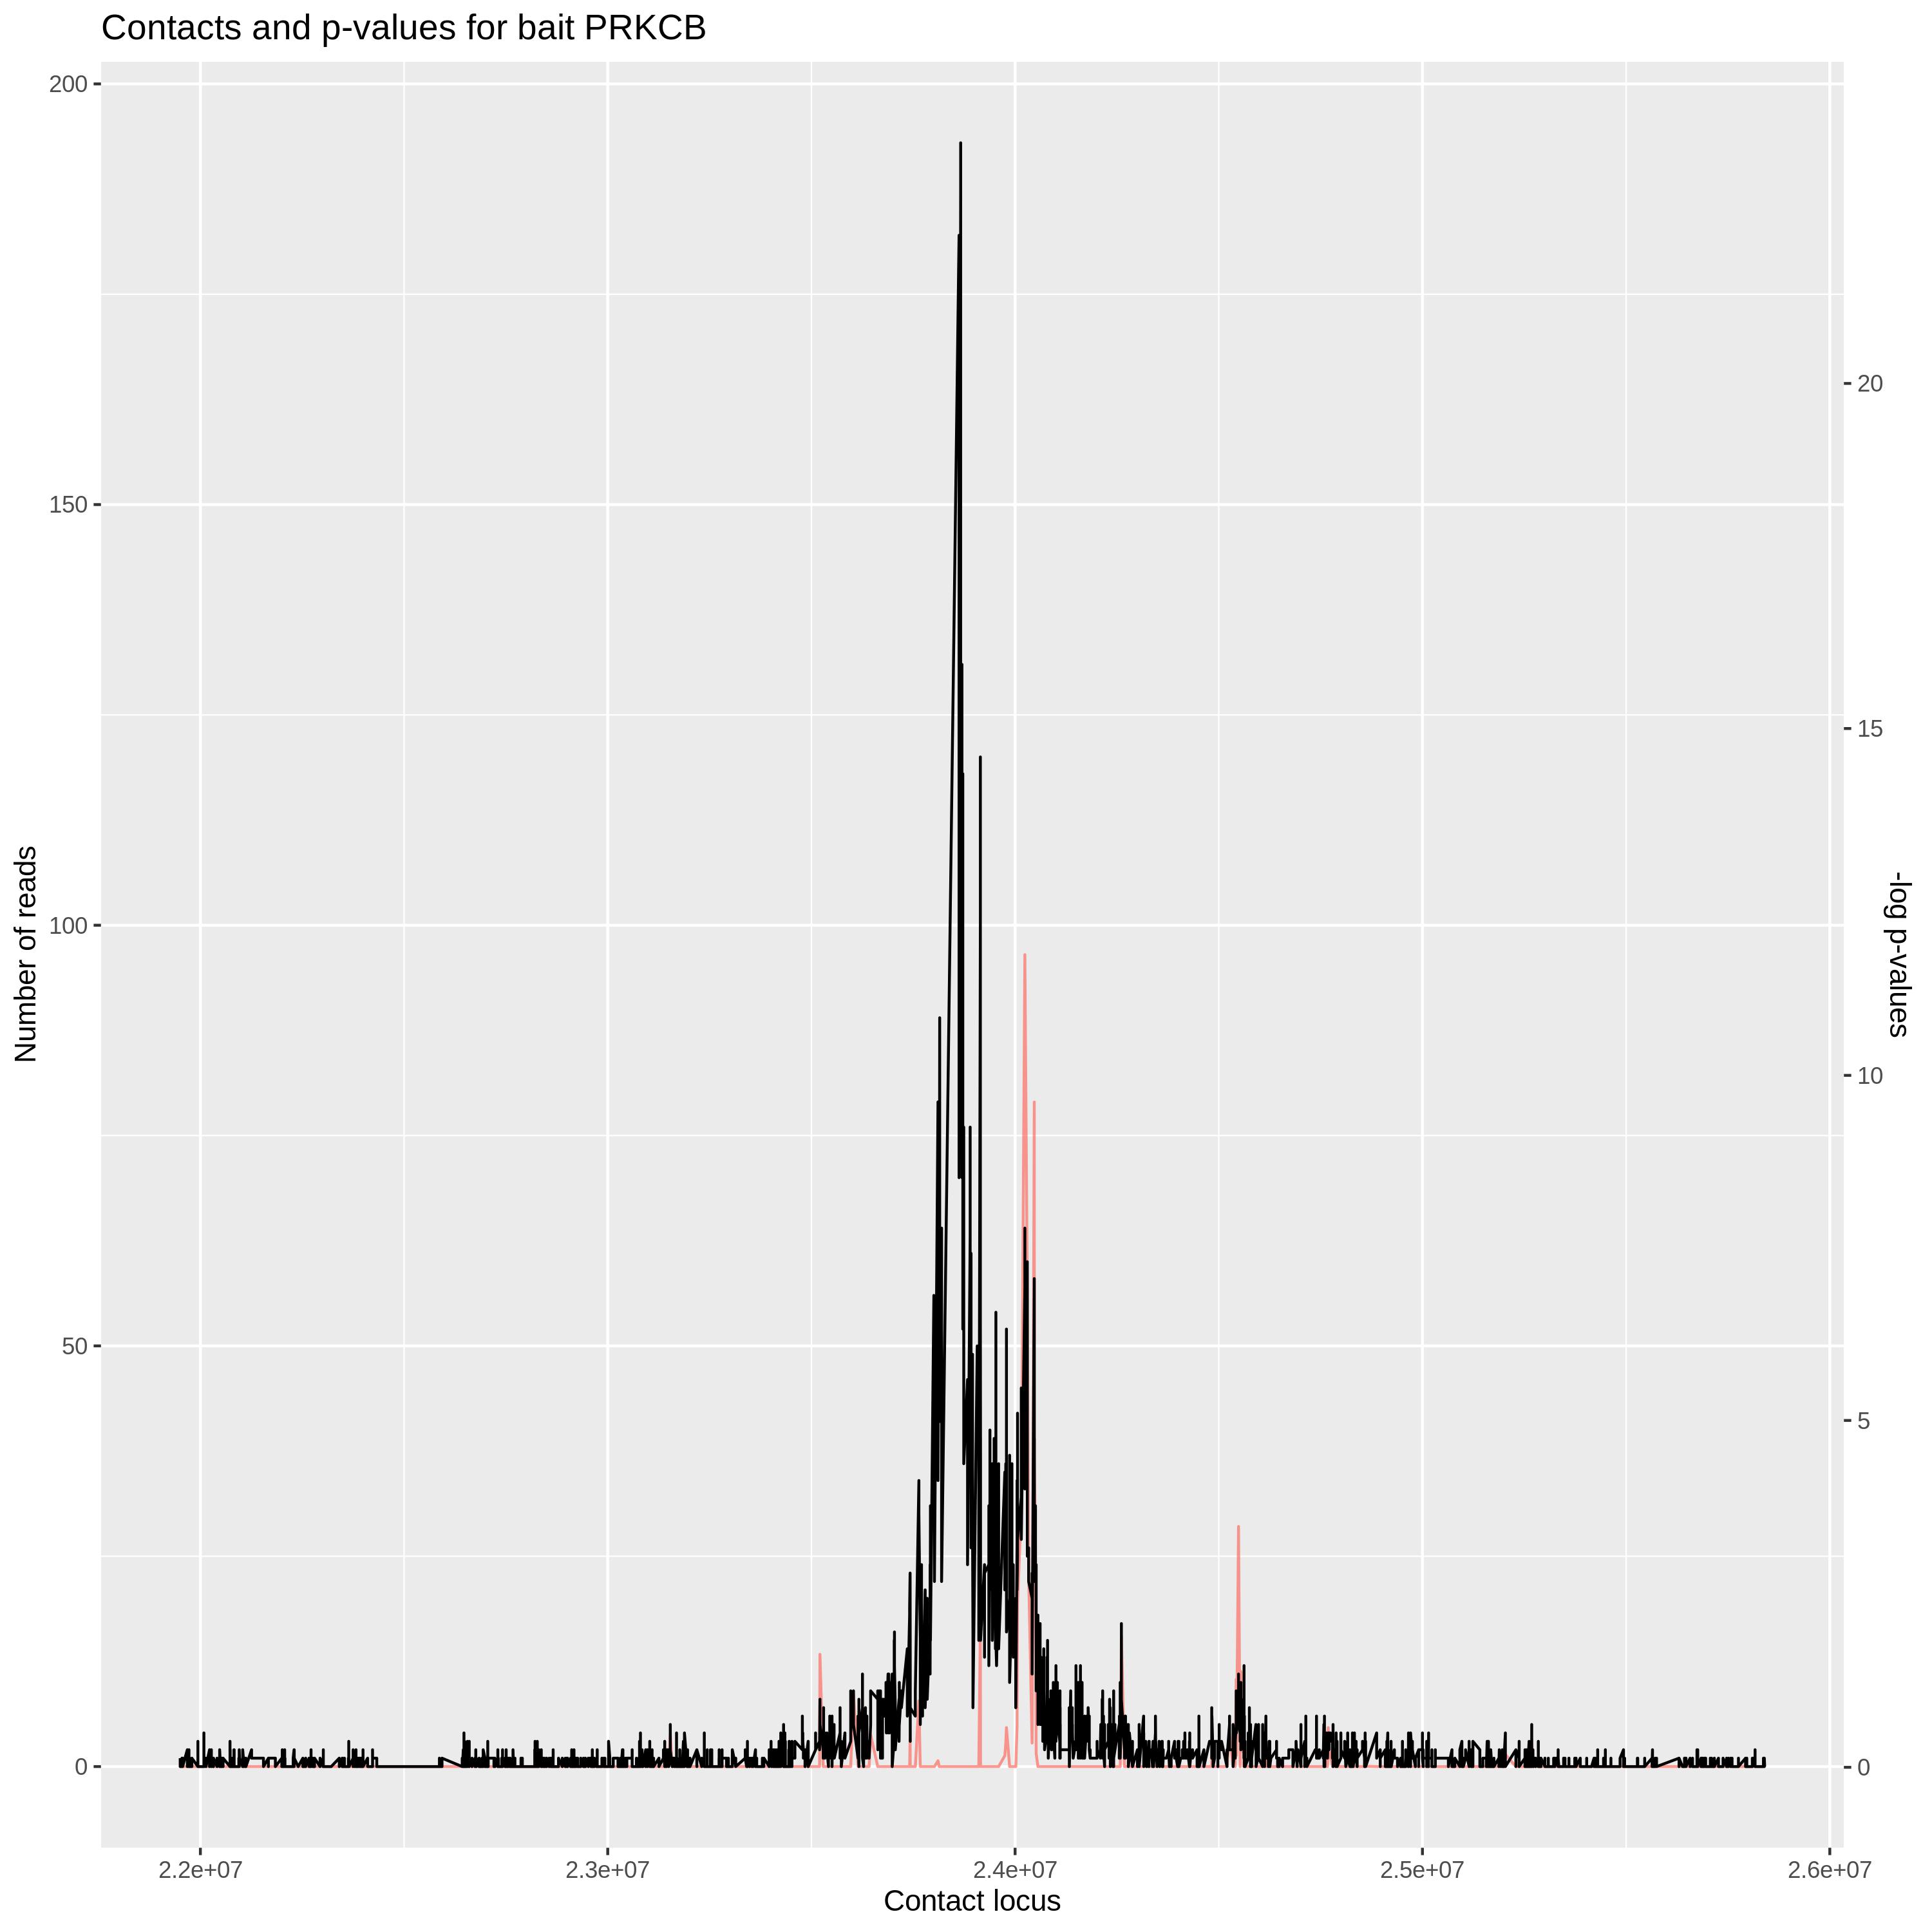 Contacts and p-values for bait PRKCB
200
150
100
50
0
Number of reads
20
15
10
5
0
-log p-values
2.2e+07
2.3e+07
2.4e+07
2.5e+07
2.6e+07
Contact locus